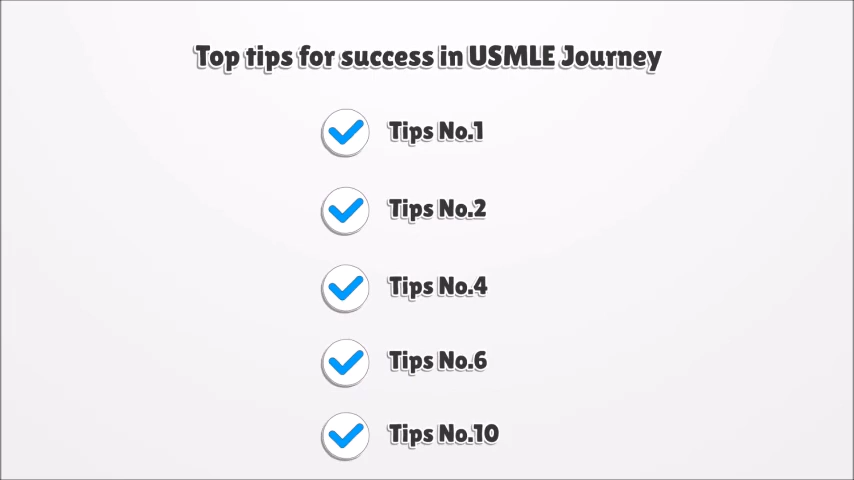 Top tips for success in USMLE Journey
Tips No.1
Tips No.2
Tips No.4
Tips No.6
Tips No.10